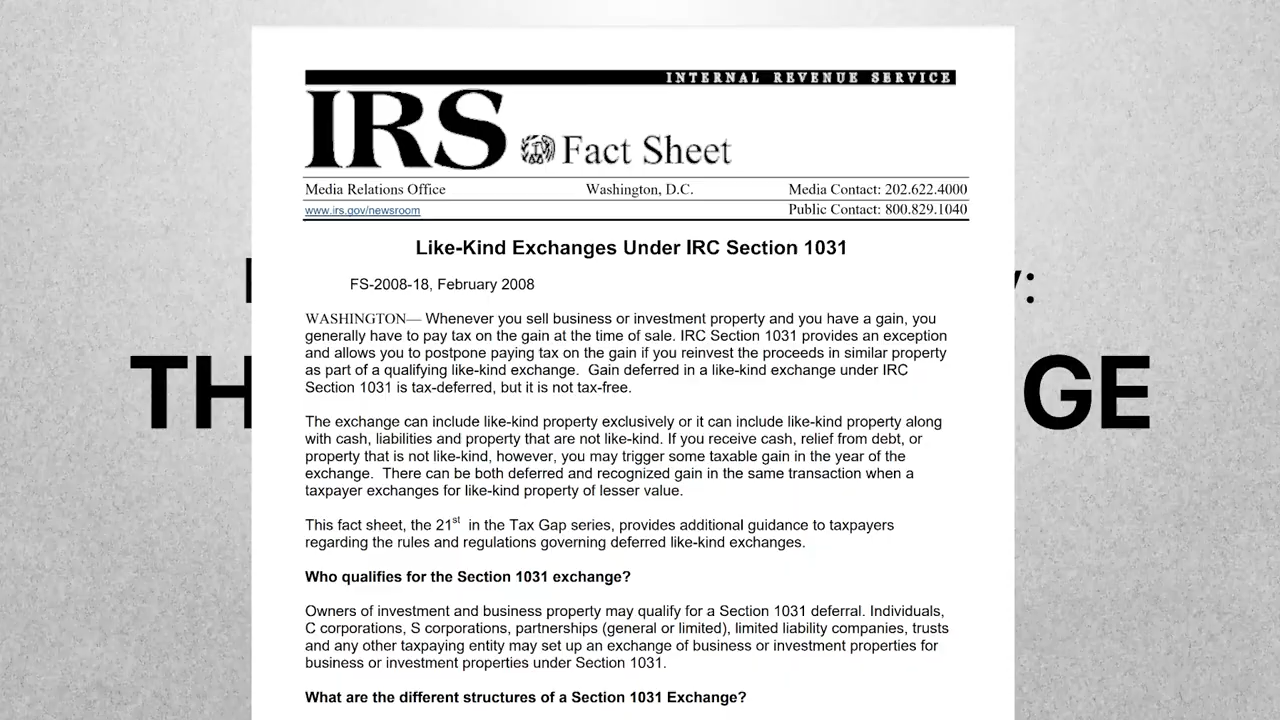 INTERNAL REVENUE SERVICE
IRS Fact Sheet
Media Relations Office Washington, D.C. Media Contact: 202.622.4000
www.irs.gov/newsroom Public Contact: 800.829.1040
Like-Kind Exchanges Under IRC Section 1031
FS-2008-18, February 2008
WASHINGTON— Whenever you sell business or investment property and you have a gain, you
generally have to pay tax on the gain at the time of sale. IRC Section 1031 provides an exception
and allows you to postpone paying tax on the gain if you reinvest the proceeds in similar property
as part of a qualifying like-kind exchange.  Gain deferred in a like-kind exchange under IRC
Section 1031 is tax-deferred, but it is not tax-free.
The exchange can include like-kind property exclusively or it can include like-kind property along
with cash, liabilities and property that are not like-kind. If you receive cash, relief from debt, or
property that is not like-kind, however, you may trigger some taxable gain in the year of the
exchange.  There can be both deferred and recognized gain in the same transaction when a
taxpayer exchanges for like-kind property of lesser value.
This fact sheet, the 21st in the Tax Gap series, provides additional guidance to taxpayers
regarding the rules and regulations governing deferred like-kind exchanges.
Who qualifies for the Section 1031 exchange?
Owners of investment and business property may qualify for a Section 1031 deferral. Individuals,
C corporations, S corporations, partnerships (general or limited), limited liability companies, trusts
and any other taxpaying entity may set up an exchange of business or investment properties for
business or investment properties under Section 1031.
What are the different structures of a Section 1031 Exchange?
TH GE